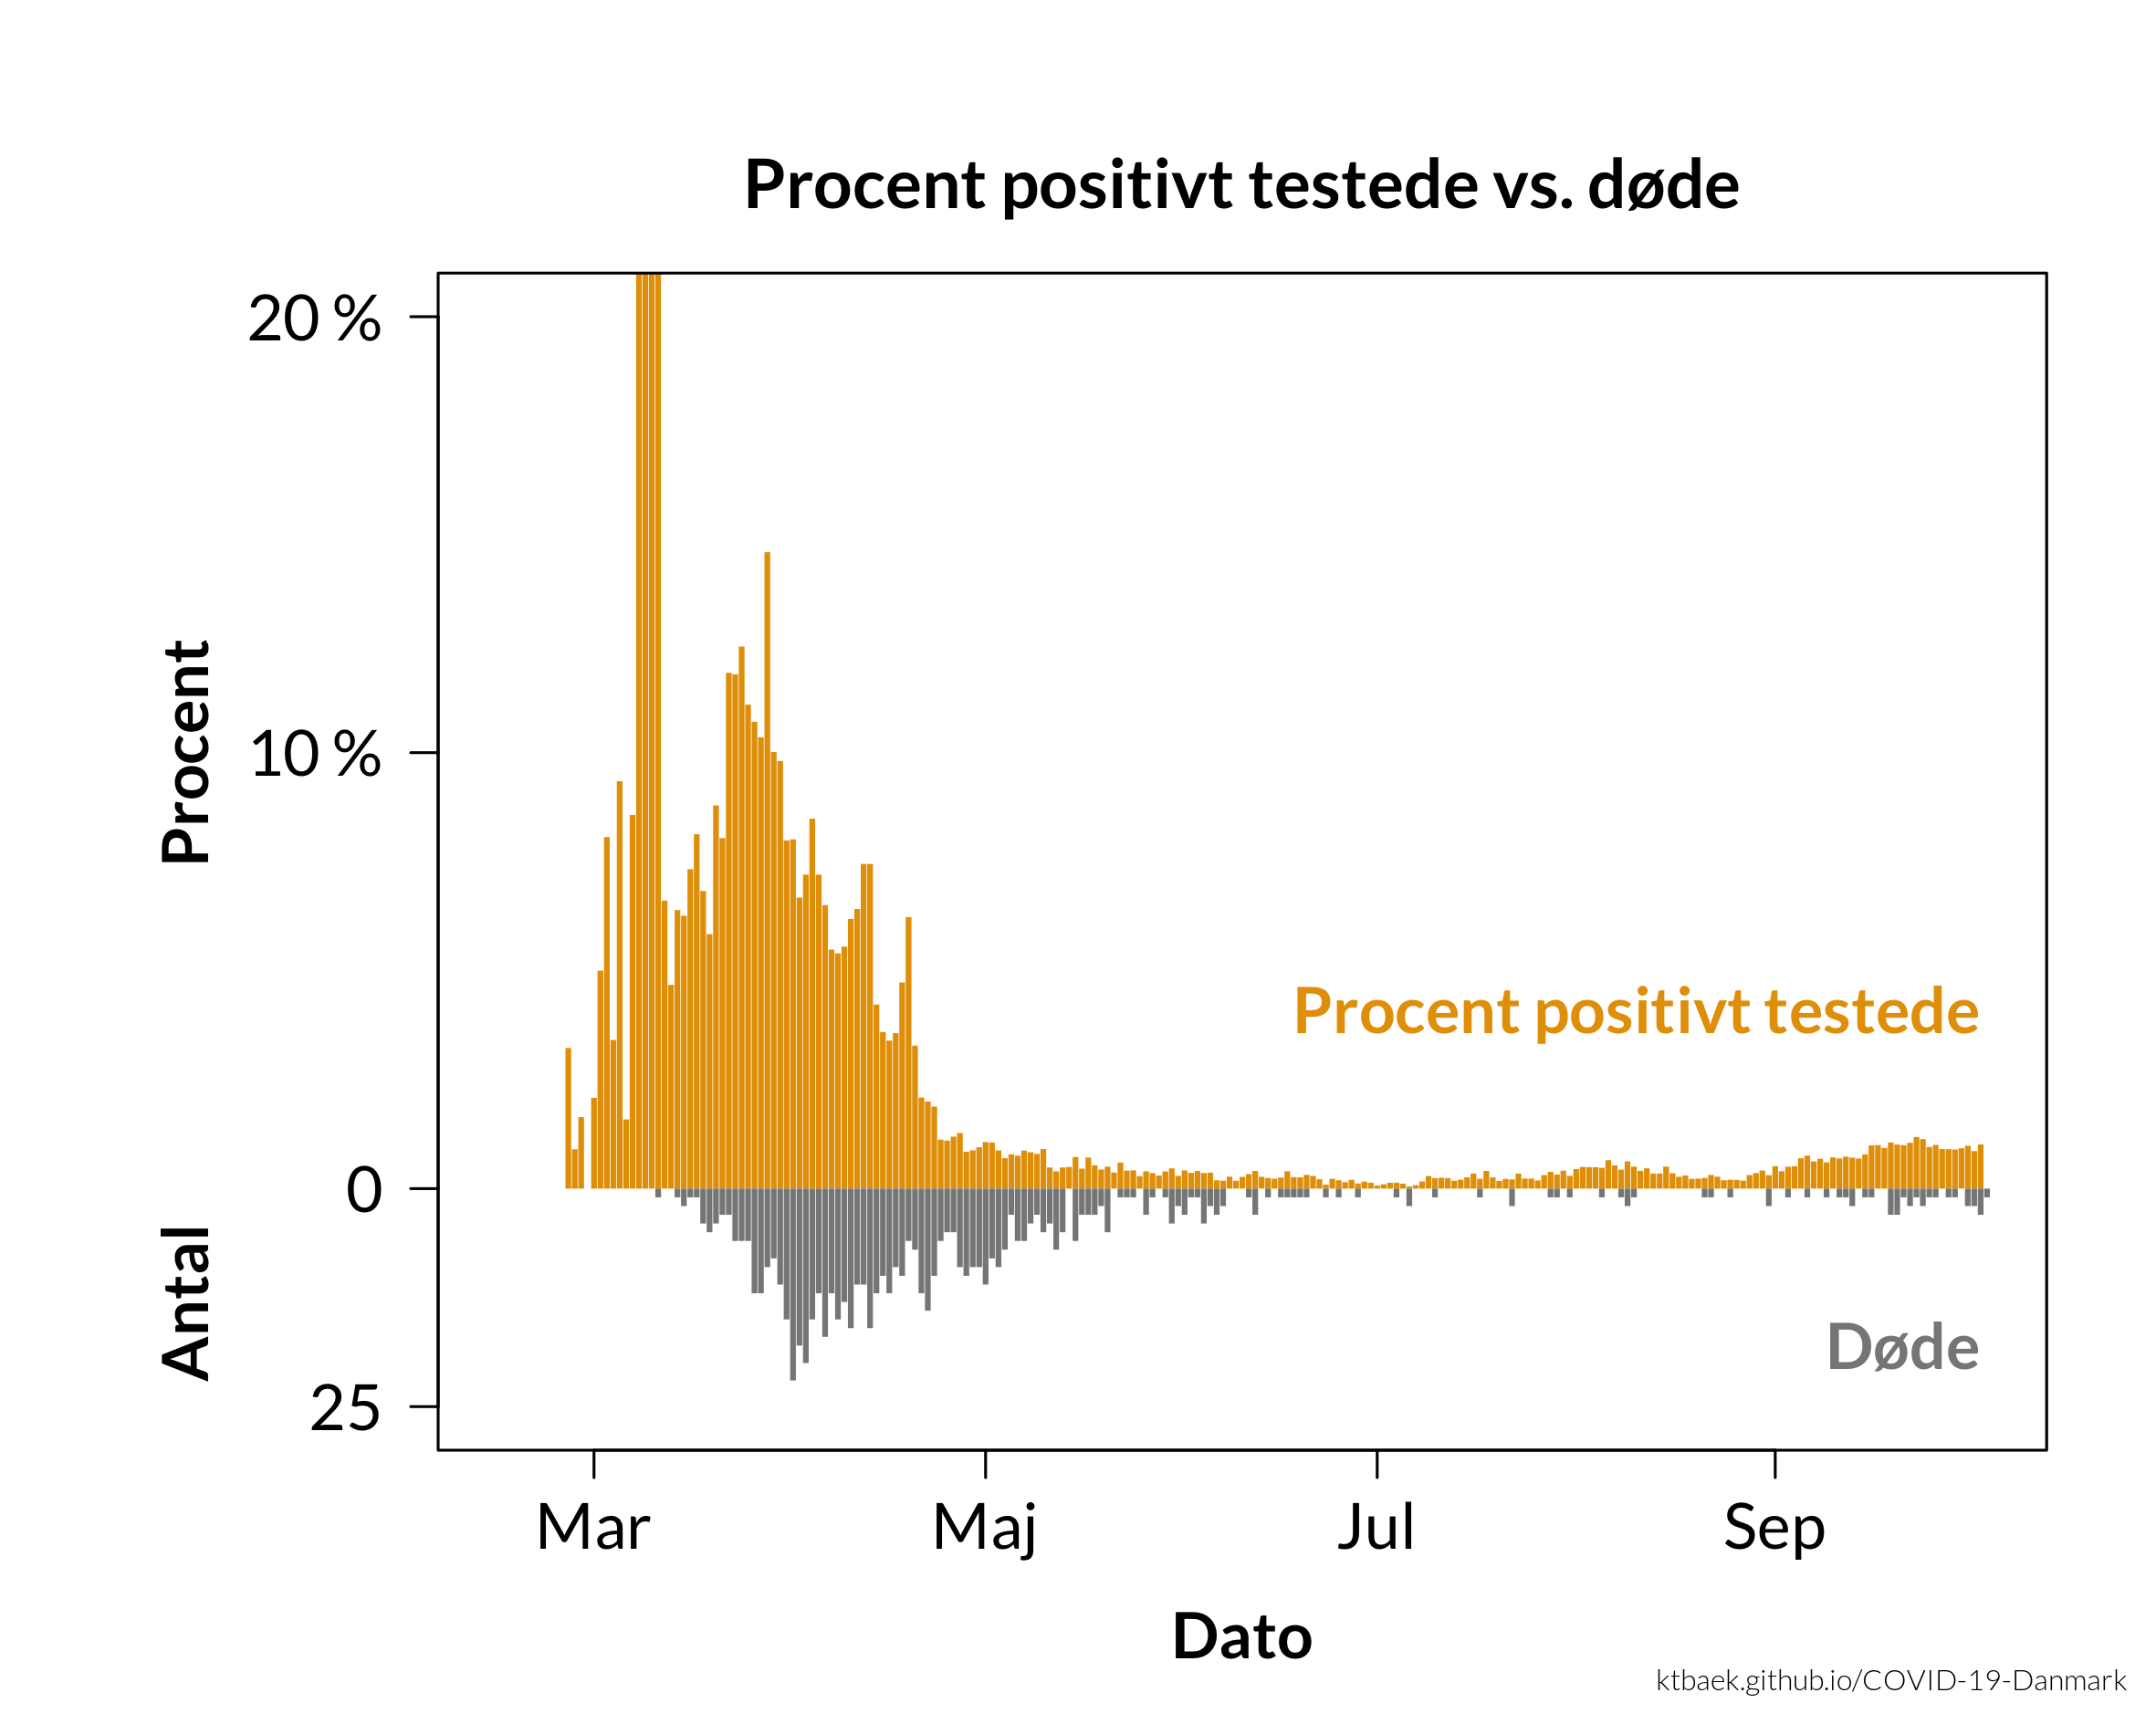 Procent positivt testede vs. døde
20 %
10 %
0
25
Procent
Antal
Procent positivt testede
Døde
Mar
Maj
Jul
Sep
Dato
ktbaek.github.io/COVID-19-Danmark